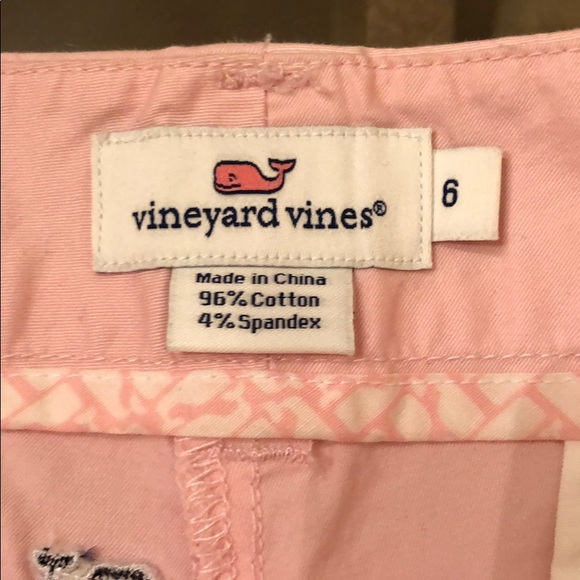 vineyard vines®
6
Made in China
96% Cotton
4% Spandex